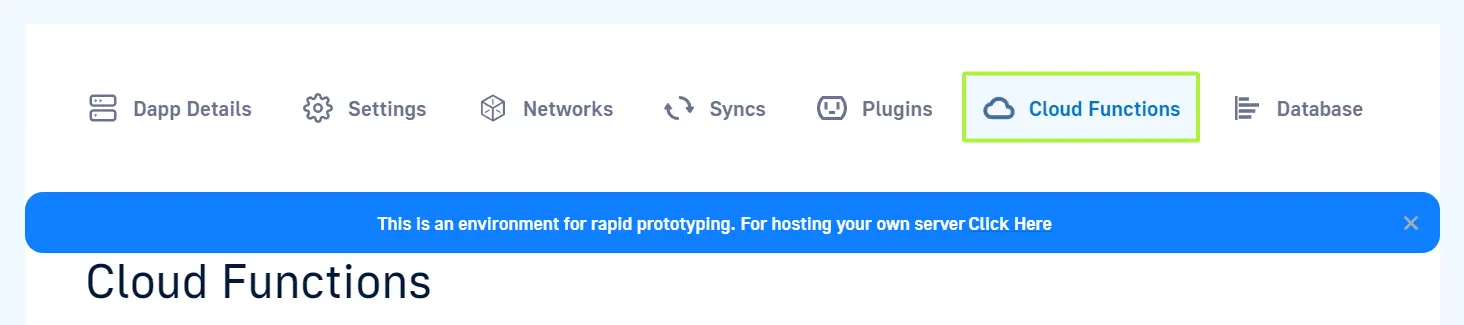 Dapp Details Settings Networks Syncs Plugins Cloud Functions Database
This is an environment for rapid prototyping. For hosting your own server Click Here
Cloud Functions